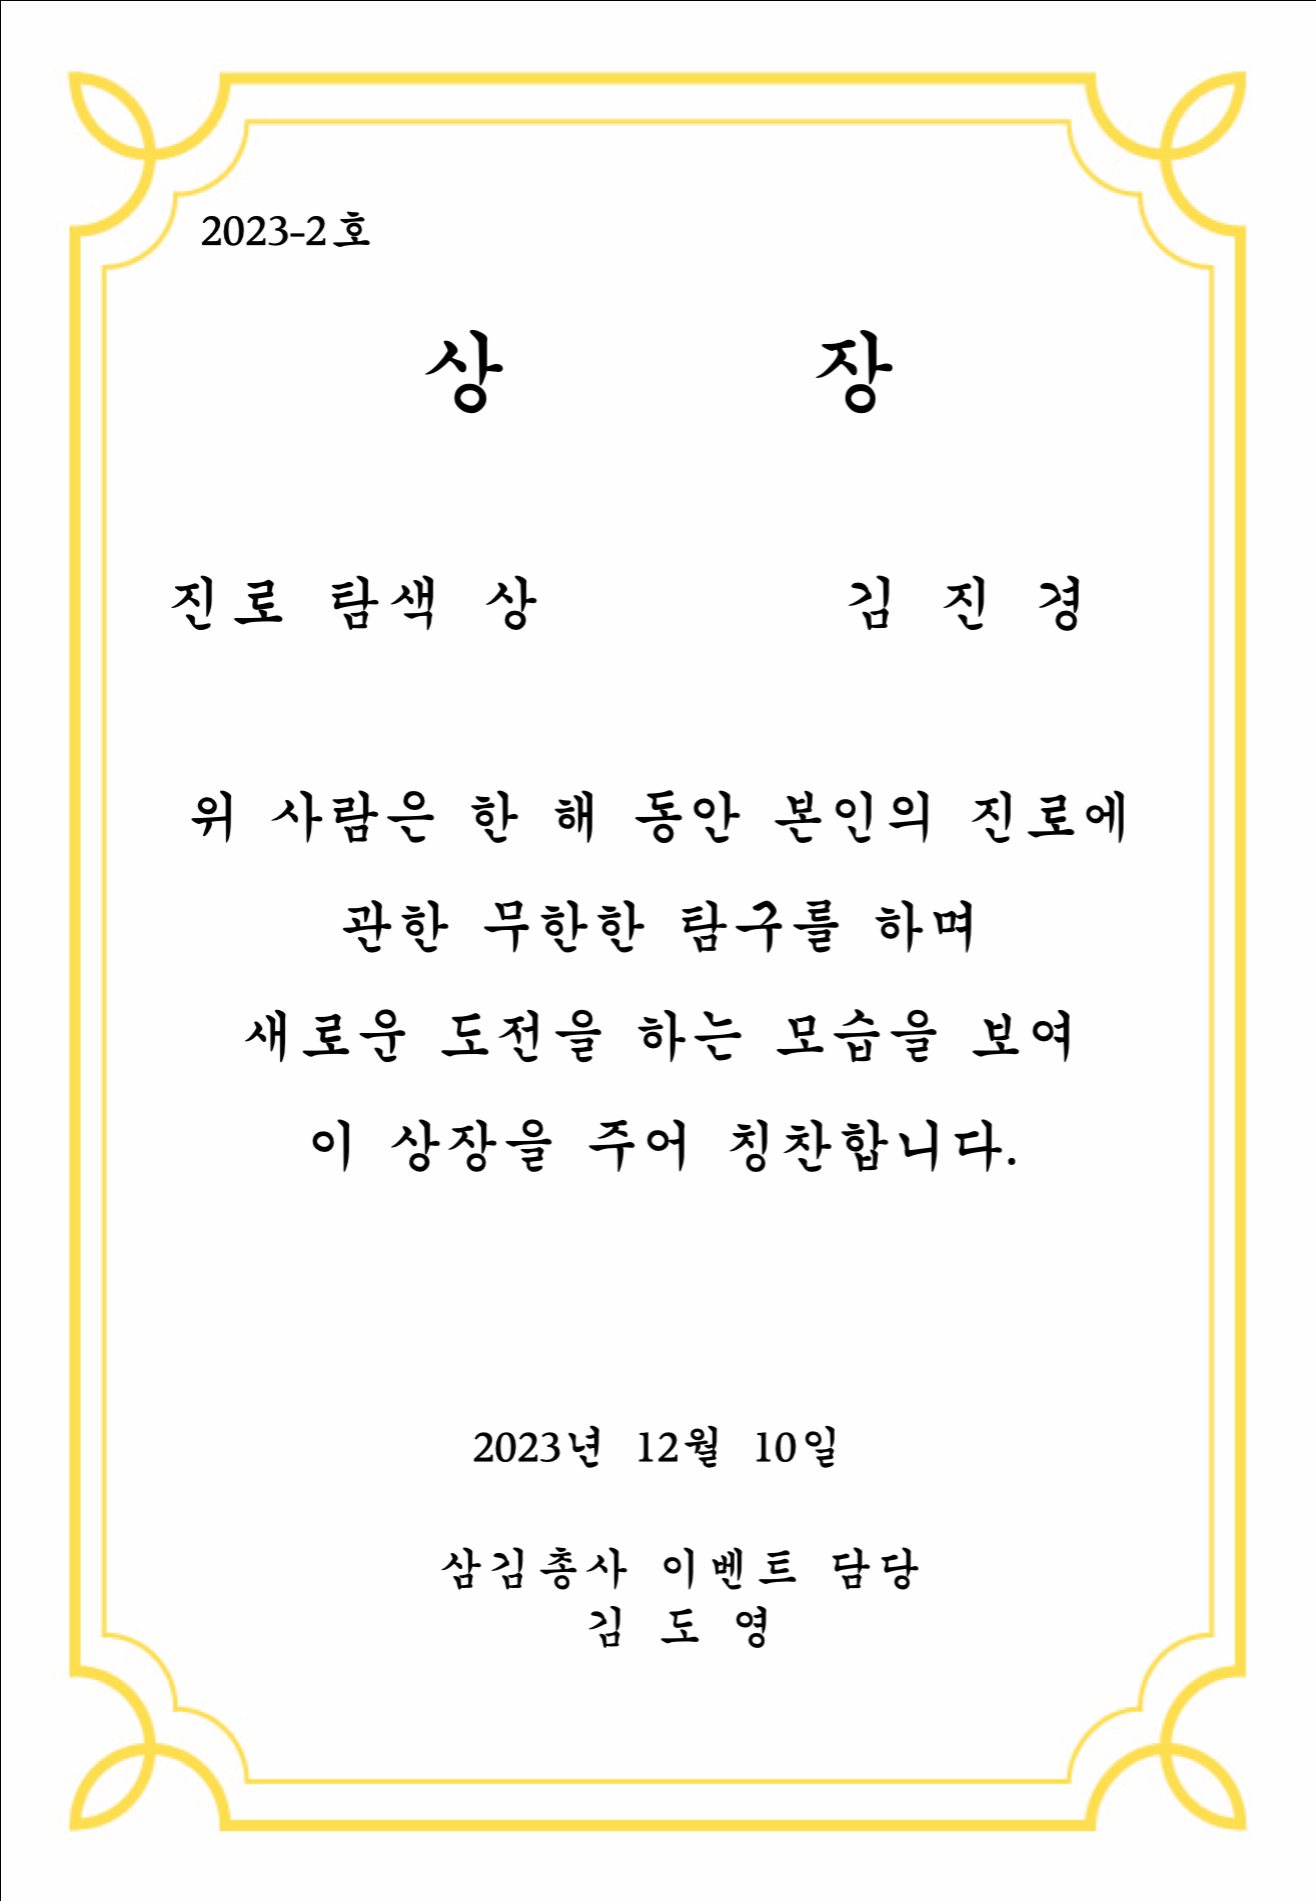 2023-2호
상 장
진로 탐색 상 김 진 경
위 사람은 한 해 동안 본인의 진로에
관한 무한한 탐구를 하며
새로운 도전을 하는 모습을 보여
이 상장을 주어 칭찬합니다.
2023년 12월 10일
삼김총사 이벤트 담당
김 도 영